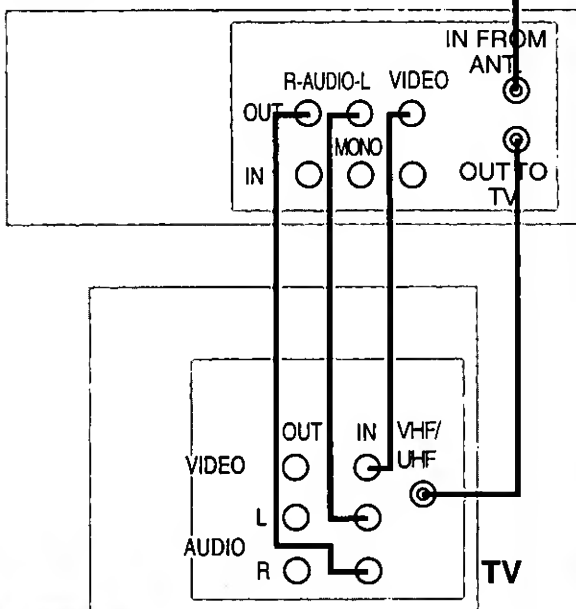 IN FROM
ANT.
R-AUDIO-L VIDEO
OUT
MONO
IN
OUT TO
TV
OUT IN VHF/
UHF
VIDEO
L
AUDIO
R
TV